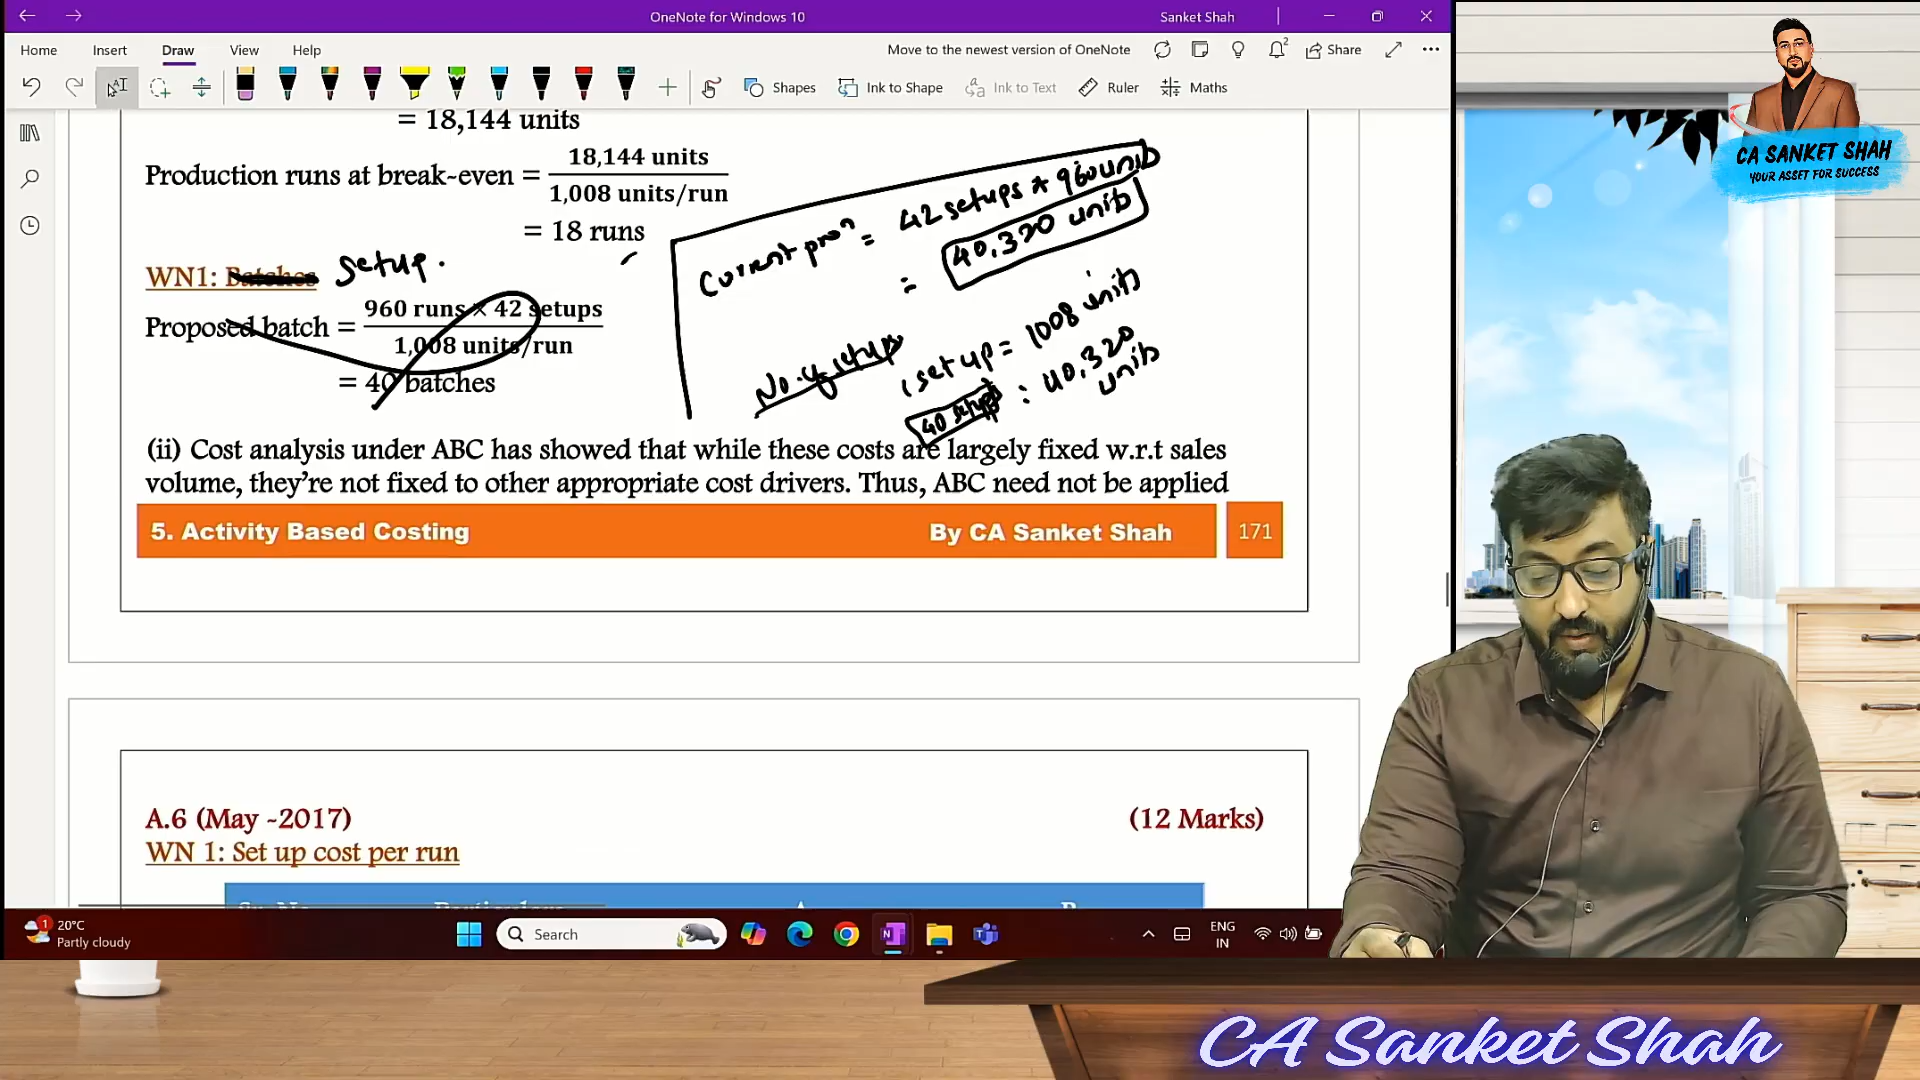 OneNote for Windows 10
Sanket Shah
Home Insert Draw View Help
Move to the newest version of OneNote
2
Share
Shapes
Ink to Shape
Ink to Text
Ruler
Maths
= 18,144 units
Production runs at break-even = 18,144 units
1,008 units/run
= 18 runs
WN1: Batches Setup.
Proposed batch = 960 runs × 42 setups
1,008 units/run
= 40 batches
Current pron = 42 setups * 960 units
= 40,320 units
No. of setups
1 set up = 1008 units
40 setups : 40,320
units
(ii) Cost analysis under ABC has showed that while these costs are largely fixed w.r.t sales
volume, they're not fixed to other appropriate cost drivers. Thus, ABC need not be applied
5. Activity Based Costing By CA Sanket Shah 171
A.6 (May -2017) (12 Marks)
WN 1: Set up cost per run
1
20°C
Partly cloudy
Search
ENG
IN
CA SANKET SHAH
YOUR ASSET FOR SUCCESS
CA Sanket Shah